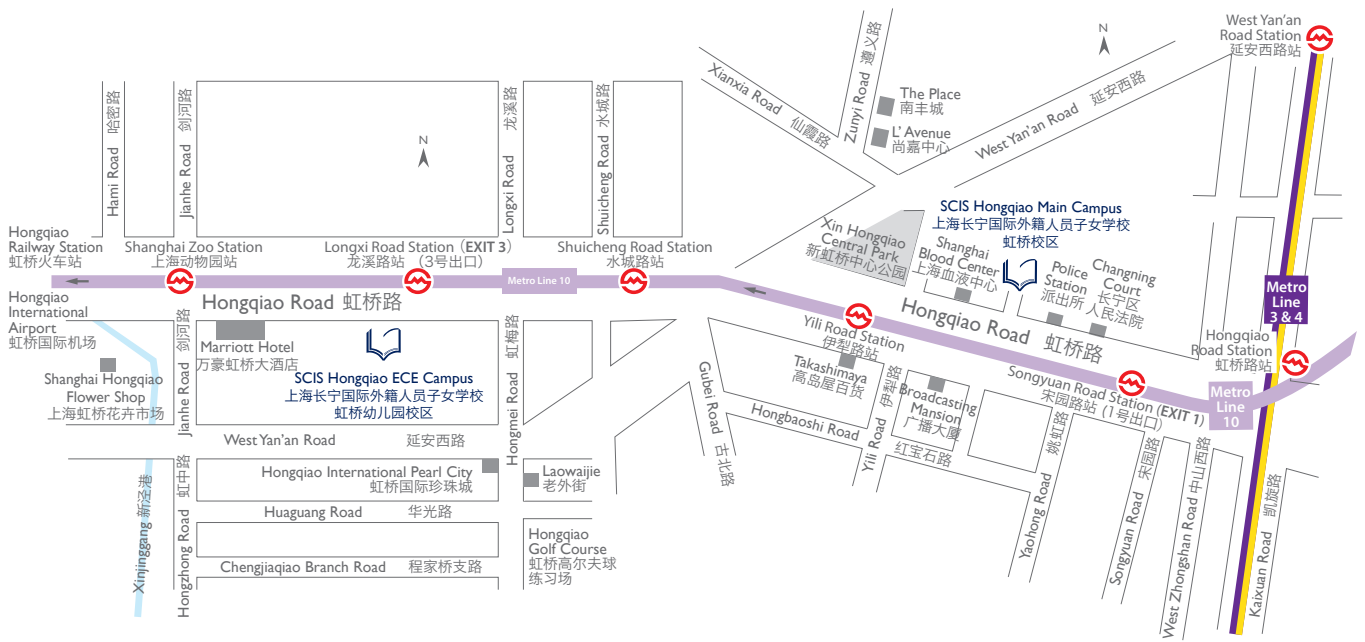 West Yan'an
Road Station
延安西路站
N
Xianxia Road 仙霞路
Zunyi Road 遵义路
The Place
南丰城
L' Avenue
尚嘉中心
West Yan'an Road 延安西路
Hami Road 哈密路
Jianhe Road 剑河路
N
Longxi Road 龙溪路
Shuicheng Road 水城路
SCIS Hongqiao Main Campus
上海长宁国际外籍人员子女学校
虹桥校区
Xin Hongqiao
Central Park
新虹桥中心公园
Shanghai
Blood Center
上海血液中心
Police
Station
派出所
Changning
Court
长宁区
人民法院
Hongqiao
Railway Station
虹桥火车站
Shanghai Zoo Station
上海动物园站
Longxi Road Station (EXIT 3)
龙溪路站 (3号出口)
Shuicheng Road Station
水城路站
Metro Line 10
Hongqiao Road 虹桥路
Hongqiao Road 虹桥路
Metro
Line
3 & 4
Hongqiao
International
Airport
虹桥国际机场
Jianhe Road 剑河路
Marriott Hotel
万豪虹桥大酒店
SCIS Hongqiao ECE Campus
上海长宁国际外籍人员子女学校
虹桥幼儿园校区
Hongmei Road 虹梅路
Yili Road Station
伊犁路站
Hongqiao
Road Station
虹桥路站
Shanghai Hongqiao
Flower Shop
上海虹桥花卉市场
Takashimaya
高岛屋百货
Broadcasting
Mansion
广播大厦
Songyuan Road Station (EXIT 1)
宋园路站 (1号出口)
Metro
Line
10
Gubei Road 古北路
Hongbaoshi Road 红宝石路
Yili Road 伊犁路
Yaohong Road 姚虹路
Songyuan Road 宋园路
West Zhongshan Road 中山西路
Kaixuan Road 凯旋路
West Yan'an Road 延安西路
Hongqiao International Pearl City
虹桥国际珍珠城
Laowaijie
老外街
Xinjinggang 新泾港
Hongzhong Road 虹中路
Huaguang Road 华光路
Hongqiao
Golf Course
虹桥高尔夫球
练习场
Chengjiaqiao Branch Road 程家桥支路